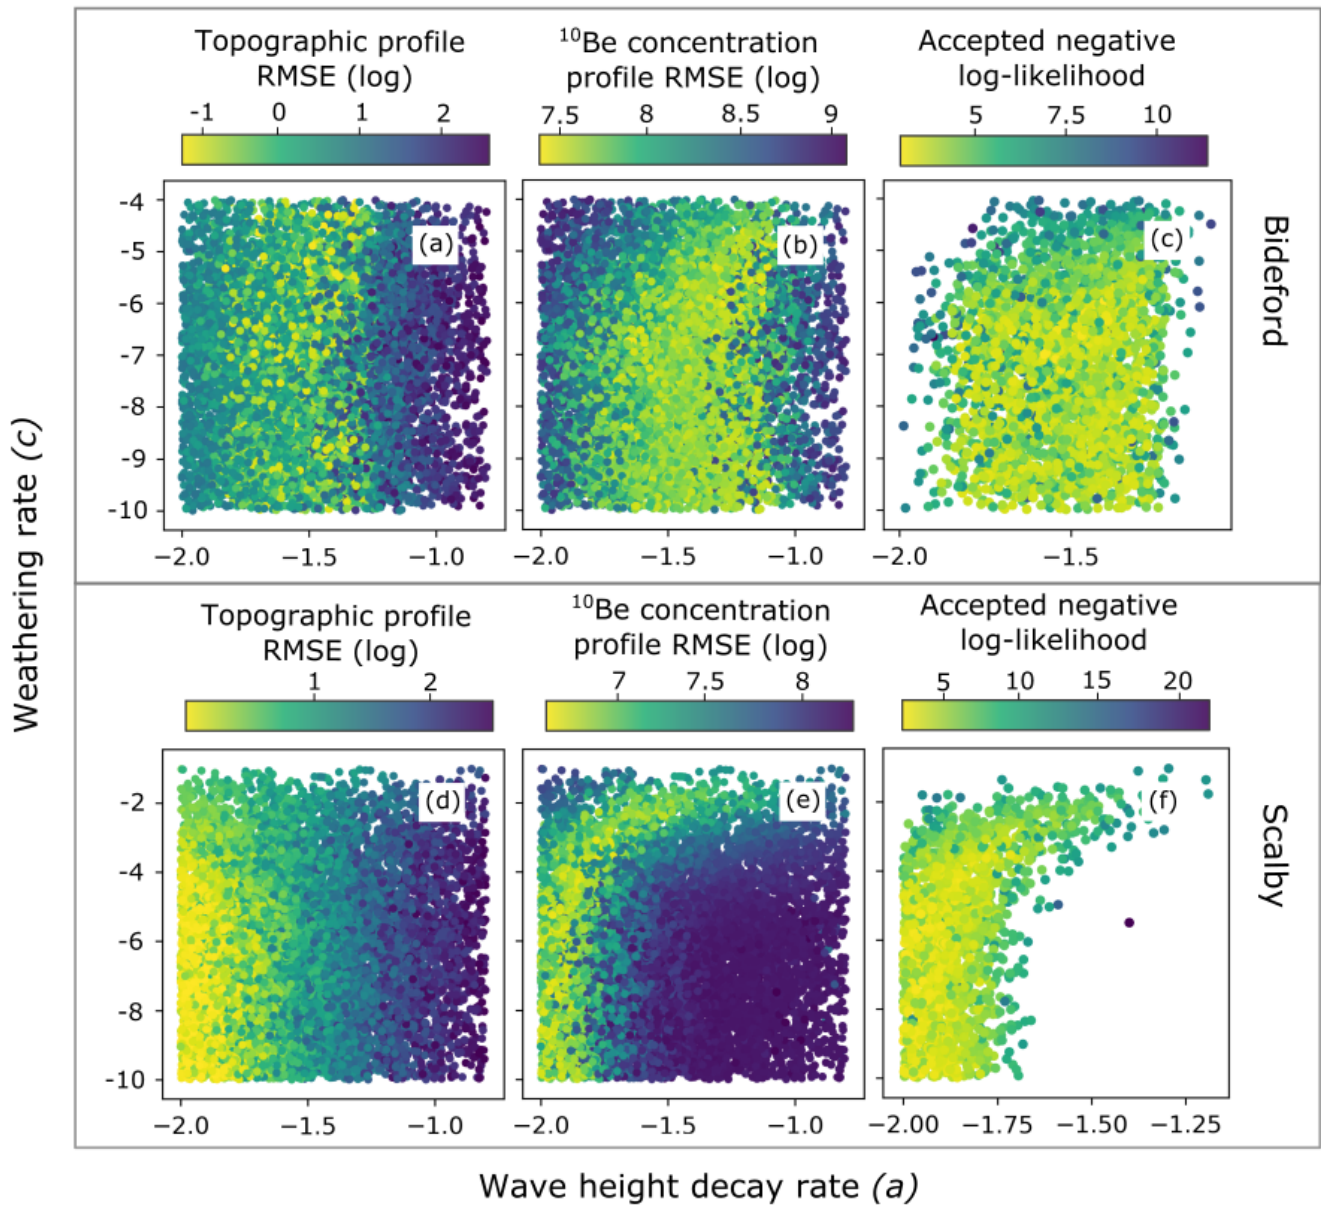 Topographic profile
RMSE (log)
-1 0 1 2
¹⁰Be concentration
profile RMSE (log)
7.5 8 8.5 9
Accepted negative
log-likelihood
5 7.5 10
-4
-5
-6
-7
-8
-9
-10
(a)
(b)
(c)
−2.0 −1.5 −1.0
−2.0 −1.5 −1.0
−2.0 −1.5
Bideford
Weathering rate (c)
Topographic profile
RMSE (log)
1 2
¹⁰Be concentration
profile RMSE (log)
7 7.5 8
Accepted negative
log-likelihood
5 10 15 20
-2
-4
-6
-8
-10
(d)
(e)
(f)
−2.0 −1.5 −1.0
−2.0 −1.5 −1.0
−2.00 −1.75 −1.50 −1.25
Scalby
Wave height decay rate (a)